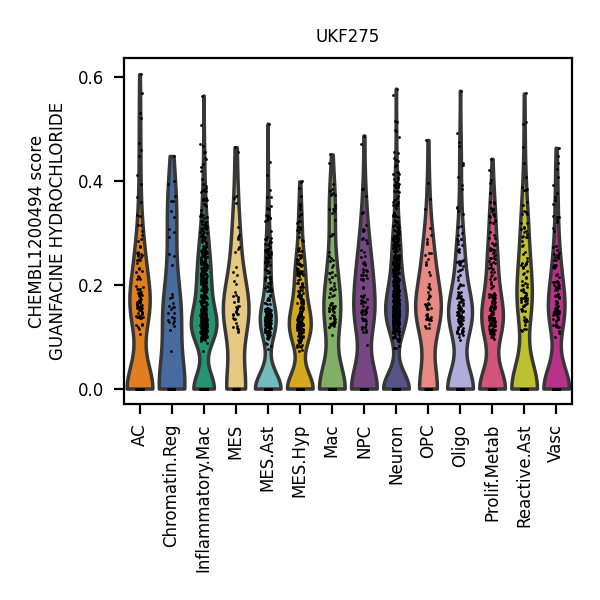 UKF275
CHEMBL1200494 score
GUANFACINE HYDROCHLORIDE
0.6
0.4
0.2
0.0
AC
Chromatin.Reg
Inflammatory.Mac
MES
MES.Ast
MES.Hyp
Mac
NPC
Neuron
OPC
Oligo
Prolif.Metab
Reactive.Ast
Vasc